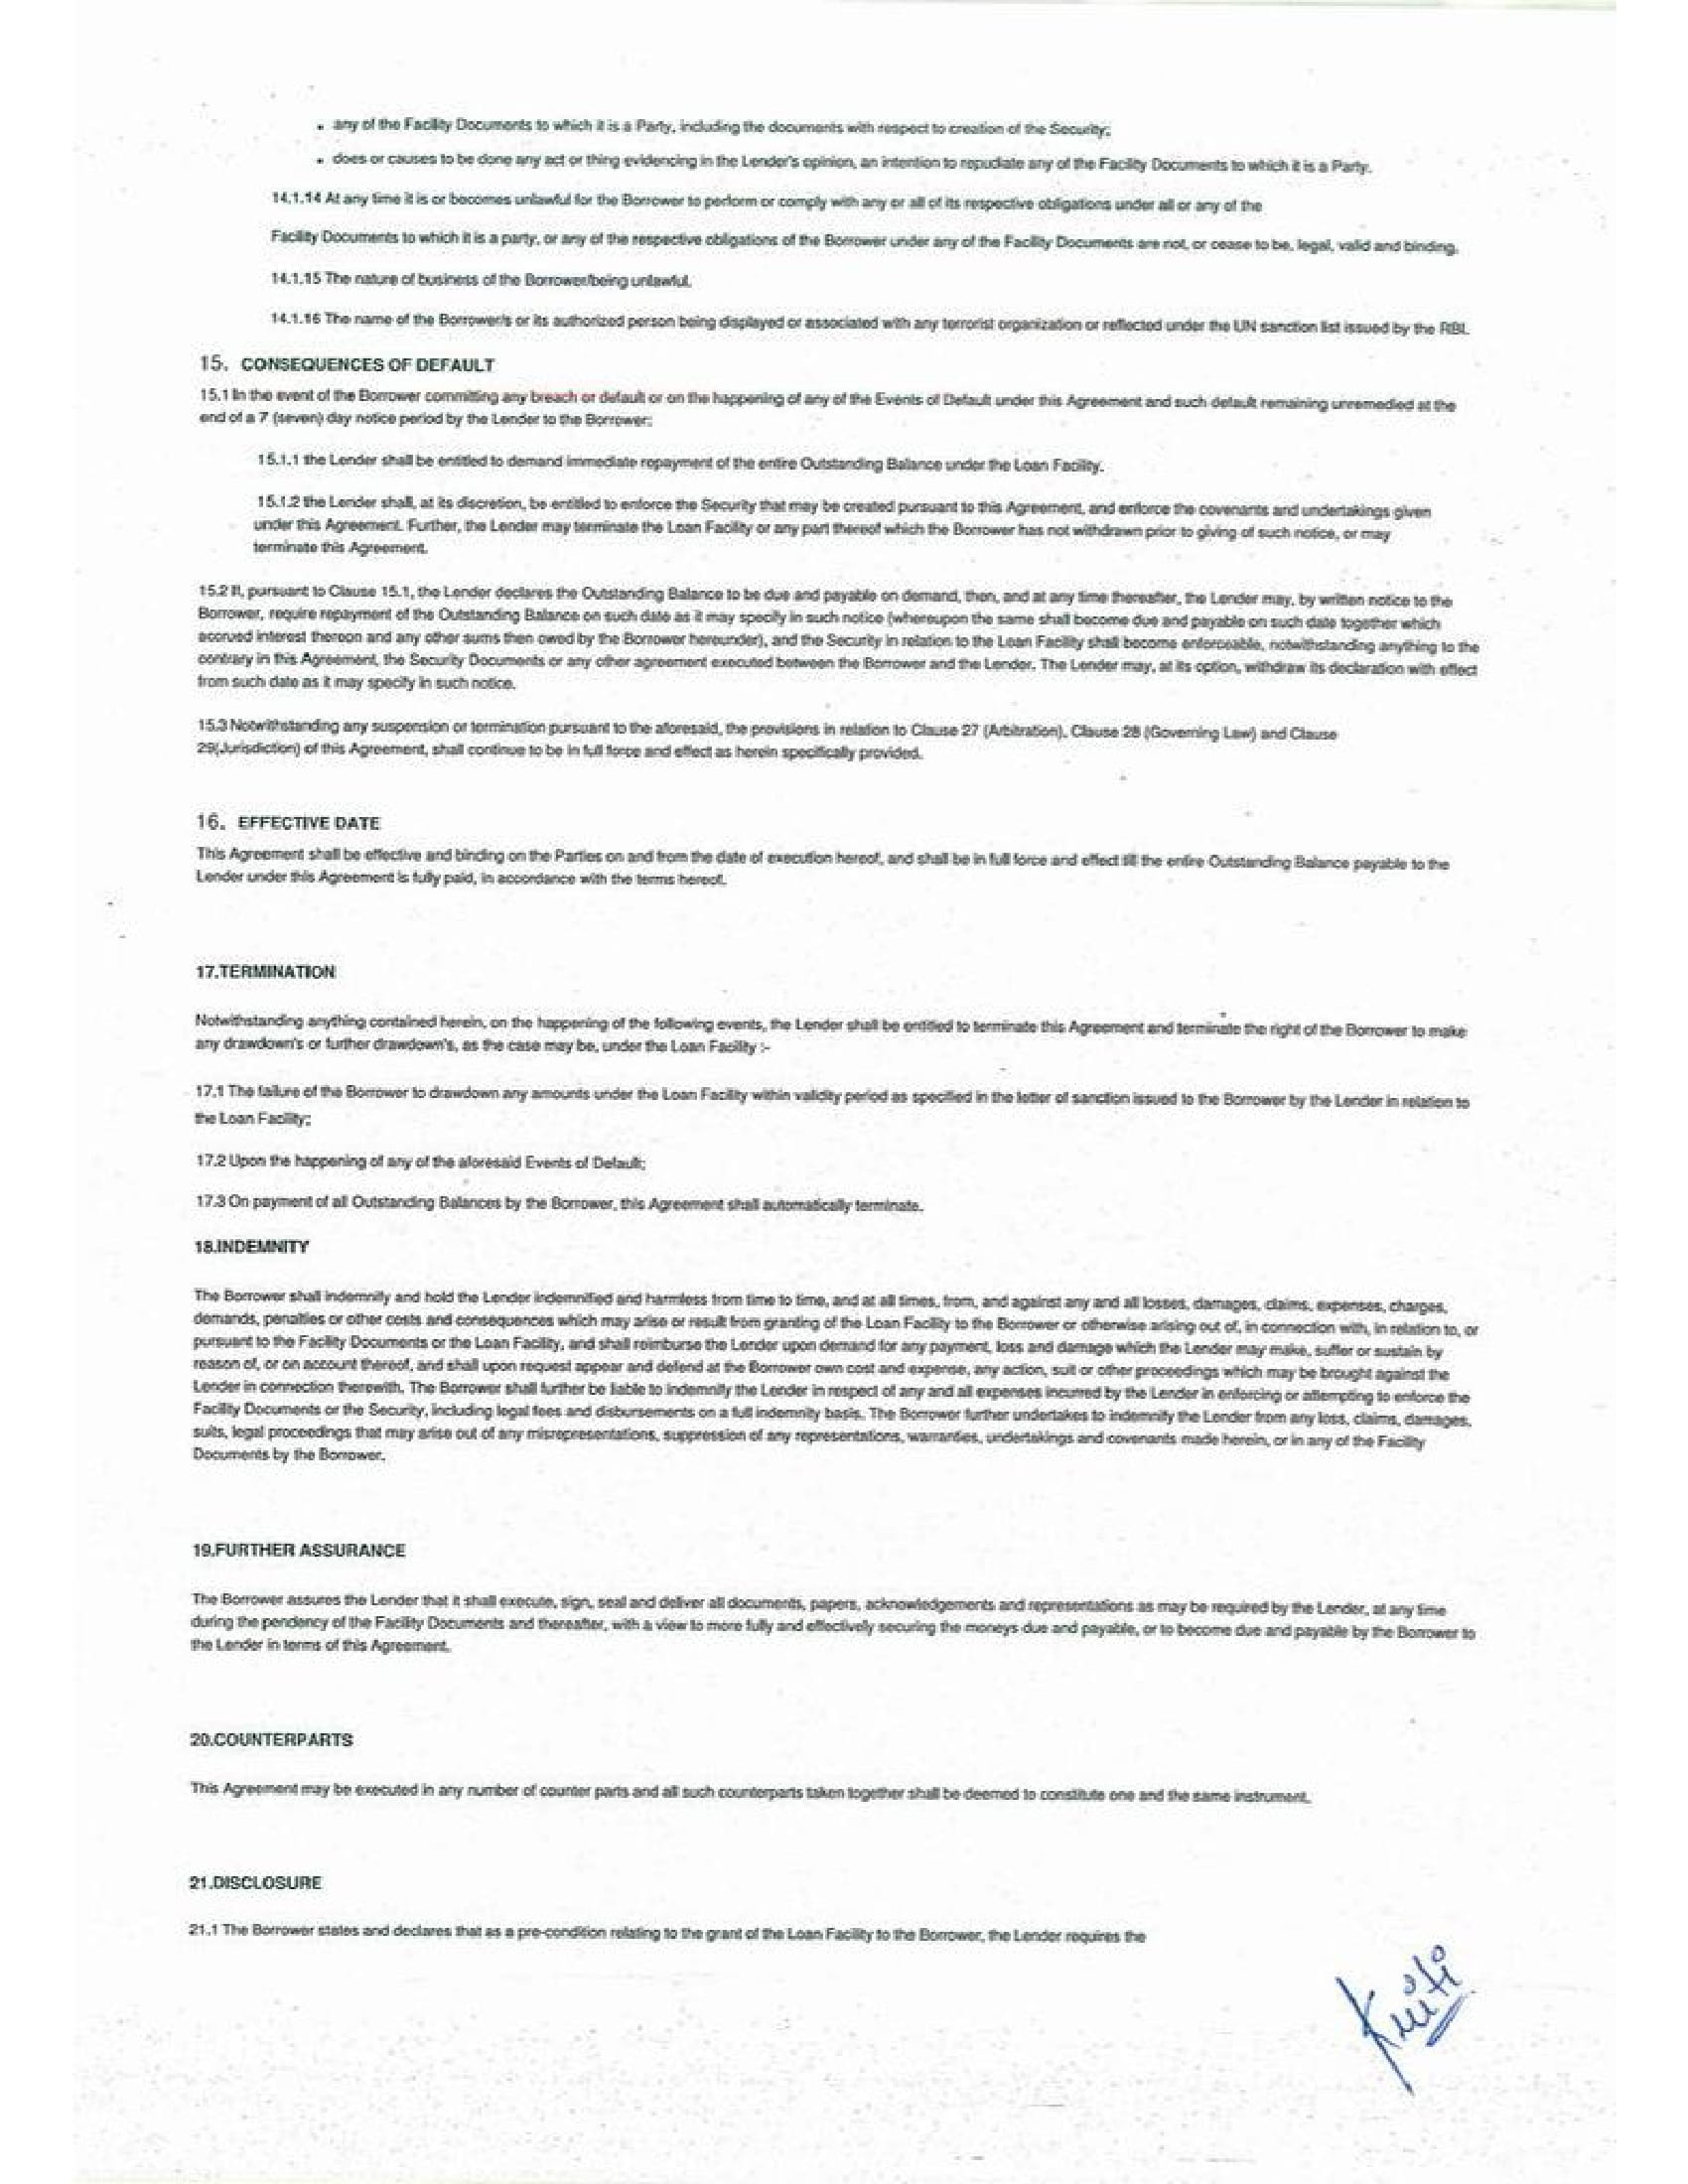 • any of the Facility Documents to which it is a Party, including the documents with respect to creation of the Security;
• does or causes to be done any act or thing evidencing in the Lender's opinion, an intention to repudiate any of the Facility Documents to which it is a Party.
14.1.14 At any time it is or becomes unlawful for the Borrower to perform or comply with any or all of its respective obligations under all or any of the
Facility Documents to which it is a party, or any of the respective obligations of the Borrower under any of the Facility Documents are not, or cease to be, legal, valid and binding.
14.1.15 The nature of business of the Borrower/being unlawful.
14.1.16 The name of the Borrower/s or its authorized person being displayed or associated with any terrorist organization or reflected under the UN sanction list issued by the RBI.
15. CONSEQUENCES OF DEFAULT
15.1 In the event of the Borrower committing any breach or default or on the happening of any of the Events of Default under this Agreement and such default remaining unremedied at the
end of a 7 (seven) day notice period by the Lender to the Borrower:
15.1.1 the Lender shall be entitled to demand immediate repayment of the entire Outstanding Balance under the Loan Facility.
15.1.2 the Lender shall, at its discretion, be entitled to enforce the Security that may be created pursuant to this Agreement, and enforce the covenants and undertakings given
under this Agreement. Further, the Lender may terminate the Loan Facility or any part thereof which the Borrower has not withdrawn prior to giving of such notice, or may
terminate this Agreement.
15.2 If, pursuant to Clause 15.1, the Lender declares the Outstanding Balance to be due and payable on demand, then, and at any time thereafter, the Lender may, by written notice to the
Borrower, require repayment of the Outstanding Balance on such date as it may specify in such notice (whereupon the same shall become due and payable on such date together which
accrued interest thereon and any other sums then owed by the Borrower hereunder), and the Security in relation to the Loan Facility shall become enforceable, notwithstanding anything to the
contrary in this Agreement, the Security Documents or any other agreement executed between the Borrower and the Lender. The Lender may, at its option, withdraw its declaration with effect
from such date as it may specify in such notice.
15.3 Notwithstanding any suspension or termination pursuant to the aforesaid, the provisions in relation to Clause 27 (Arbitration), Clause 28 (Governing Law) and Clause
29(Jurisdiction) of this Agreement, shall continue to be in full force and effect as herein specifically provided.
16. EFFECTIVE DATE
This Agreement shall be effective and binding on the Parties on and from the date of execution hereof, and shall be in full force and effect till the entire Outstanding Balance payable to the
Lender under this Agreement is fully paid, in accordance with the terms hereof.
17.TERMINATION
Notwithstanding anything contained herein, on the happening of the following events, the Lender shall be entitled to terminate this Agreement and terminate the right of the Borrower to make
any drawdown's or further drawdown's, as the case may be, under the Loan Facility :-
17.1 The failure of the Borrower to drawdown any amounts under the Loan Facility within validity period as specified in the letter of sanction issued to the Borrower by the Lender in relation to
the Loan Facility;
17.2 Upon the happening of any of the aforesaid Events of Default;
17.3 On payment of all Outstanding Balances by the Borrower, this Agreement shall automatically terminate.
18.INDEMNITY
The Borrower shall indemnify and hold the Lender indemnified and harmless from time to time, and at all times, from, and against any and all losses, damages, claims, expenses, charges,
demands, penalties or other costs and consequences which may arise or result from granting of the Loan Facility to the Borrower or otherwise arising out of, in connection with, in relation to, or
pursuant to the Facility Documents or the Loan Facility, and shall reimburse the Lender upon demand for any payment, loss and damage which the Lender may make, suffer or sustain by
reason of, or on account thereof, and shall upon request appear and defend at the Borrower own cost and expense, any action, suit or other proceedings which may be brought against the
Lender in connection therewith. The Borrower shall further be liable to indemnify the Lender in respect of any and all expenses incurred by the Lender in enforcing or attempting to enforce the
Facility Documents or the Security, including legal fees and disbursements on a full indemnity basis. The Borrower further undertakes to indemnify the Lender from any loss, claims, damages,
suits, legal proceedings that may arise out of any misrepresentations, suppression of any representations, warranties, undertakings and covenants made herein, or in any of the Facility
Documents by the Borrower.
19.FURTHER ASSURANCE
The Borrower assures the Lender that it shall execute, sign, seal and deliver all documents, papers, acknowledgements and representations as may be required by the Lender, at any time
during the pendency of the Facility Documents and thereafter, with a view to more fully and effectively securing the moneys due and payable, or to become due and payable by the Borrower to
the Lender in terms of this Agreement.
20.COUNTERPARTS
This Agreement may be executed in any number of counter parts and all such counterparts taken together shall be deemed to constitute one and the same instrument.
21.DISCLOSURE
21.1 The Borrower states and declares that as a pre-condition relating to the grant of the Loan Facility to the Borrower, the Lender requires the